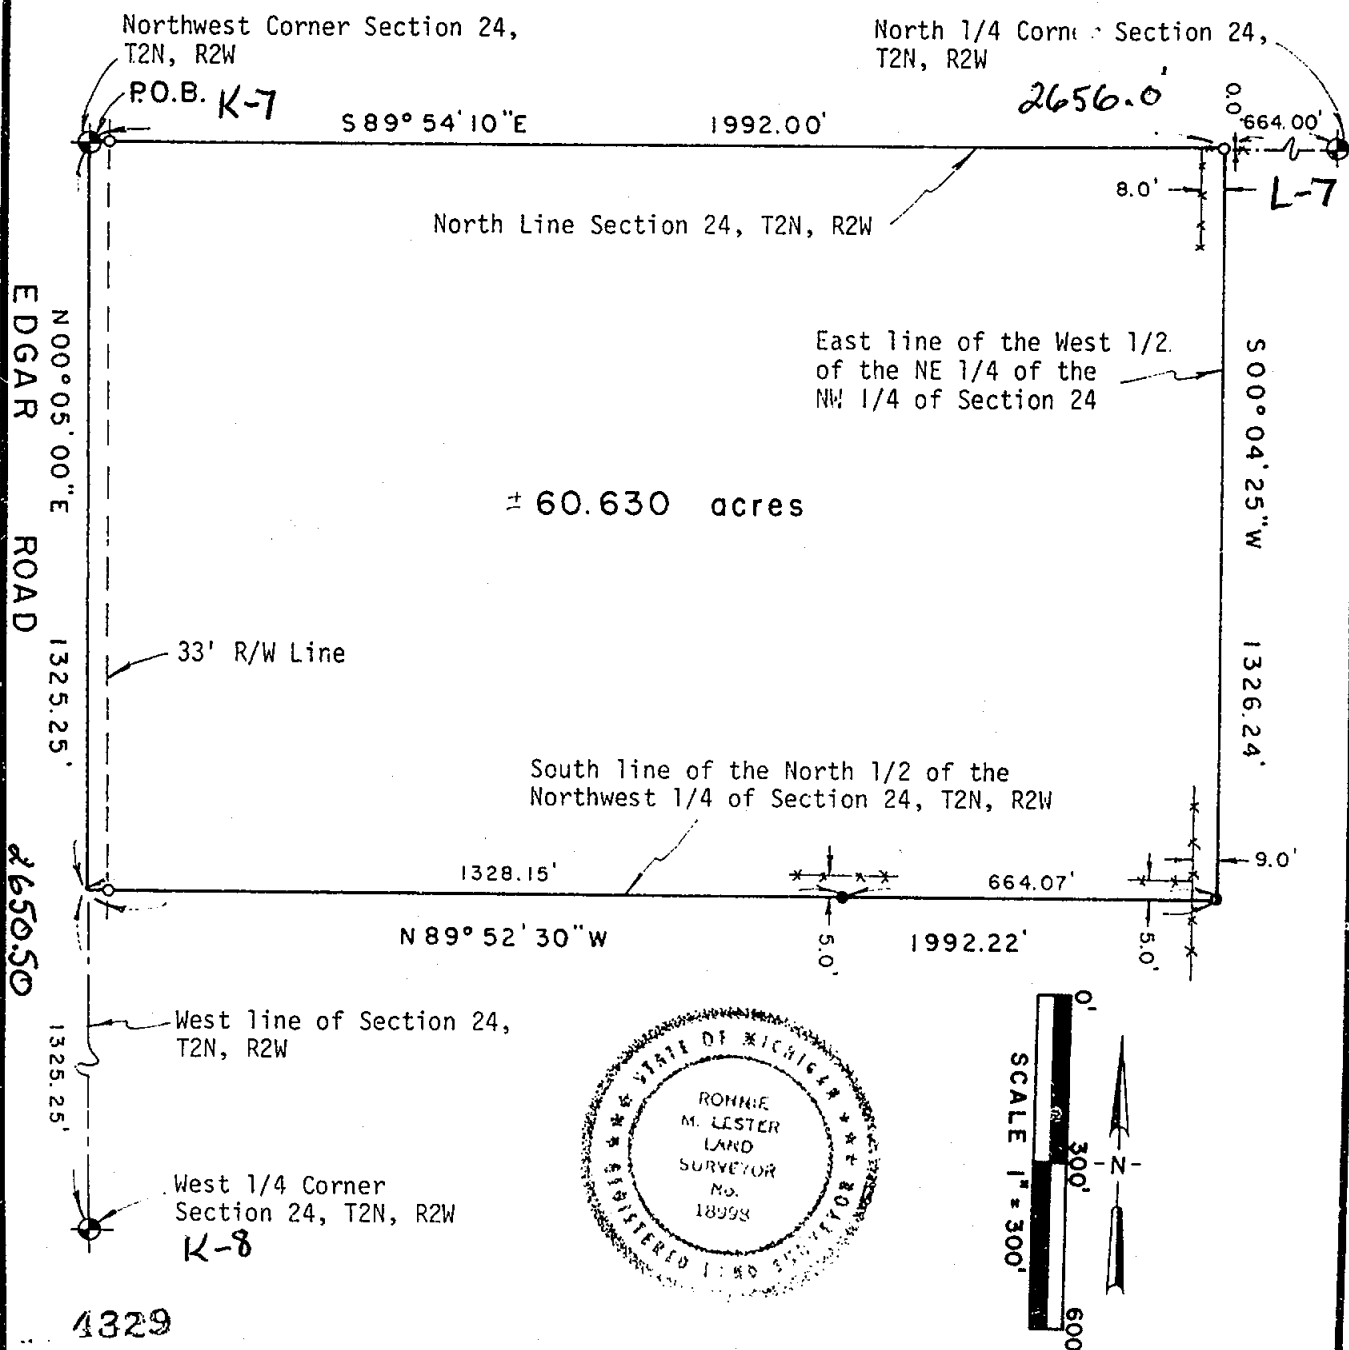 Northwest Corner Section 24,
T2N, R2W
P.O.B. K-7
North 1/4 Section 24,
T2N, R2W
2656.0'
0.0'
664.00'
S 89° 54' 10" E 1992.00'
8.0'
L-7
North Line Section 24, T2N, R2W
East line of the West 1/2
of the NE 1/4 of the
NW 1/4 of Section 24
S 00° 04' 25" W 1326.24'
N 00° 05' 00" E 1325.25'
EDGAR ROAD
2650.50
± 60.630 acres
33' R/W Line
South line of the North 1/2 of the
Northwest 1/4 of Section 24, T2N, R2W
1328.15'
664.07'
9.0'
N 89° 52' 30" W
5.0'
1992.22'
5.0'
West line of Section 24,
T2N, R2W
1325.25'
West 1/4 Corner
Section 24, T2N, R2W
K-8
STATE OF MICHIGAN
RONNIE
M. LESTER
LAND
SURVEYOR
No.
18998
REGISTERED LAND SURVEYOR
0'
300'
600
SCALE 1" = 300'
N
4329